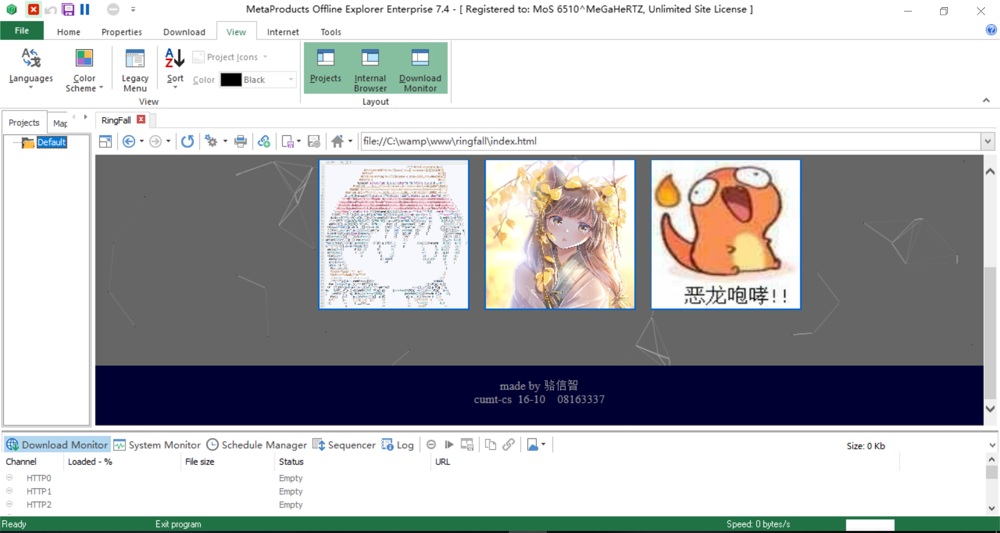 MetaProducts Offline Explorer Enterprise 7.4 - [ Registered to: MoS 6510^MeGaHeRTZ, Unlimited Site License ]
File Home Properties Download View Internet Tools
Languages
Color Scheme
Legacy Menu
Sort
Project Icons
Color Black
View
Projects
Internal Browser
Download Monitor
Layout
Projects Map
RingFall
Default
file://C:\wamp\www\ringfall\index.html
恶龙咆哮!!
made by 骆信智
cumt-cs 16-10 08163337
Download Monitor System Monitor Schedule Manager Sequencer Log
Size: 0 Kb
Channel Loaded - % File size Status URL
HTTP0 Empty
HTTP1 Empty
HTTP2 Empty
Ready Exit program Speed: 0 bytes/s